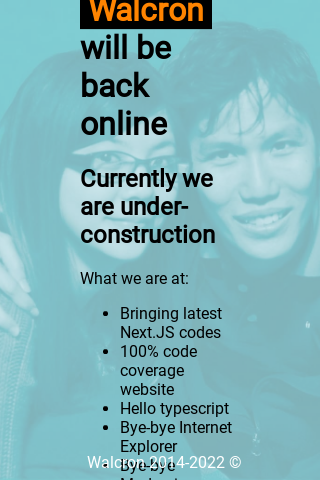 Walcron
will be
back
online
Currently we
are under-
construction
What we are at:
Bringing latest
Next.JS codes
100% code
coverage
website
Hello typescript
Bye-bye Internet
Explorer
Bye-bye
Walcron 2014-2022 ©